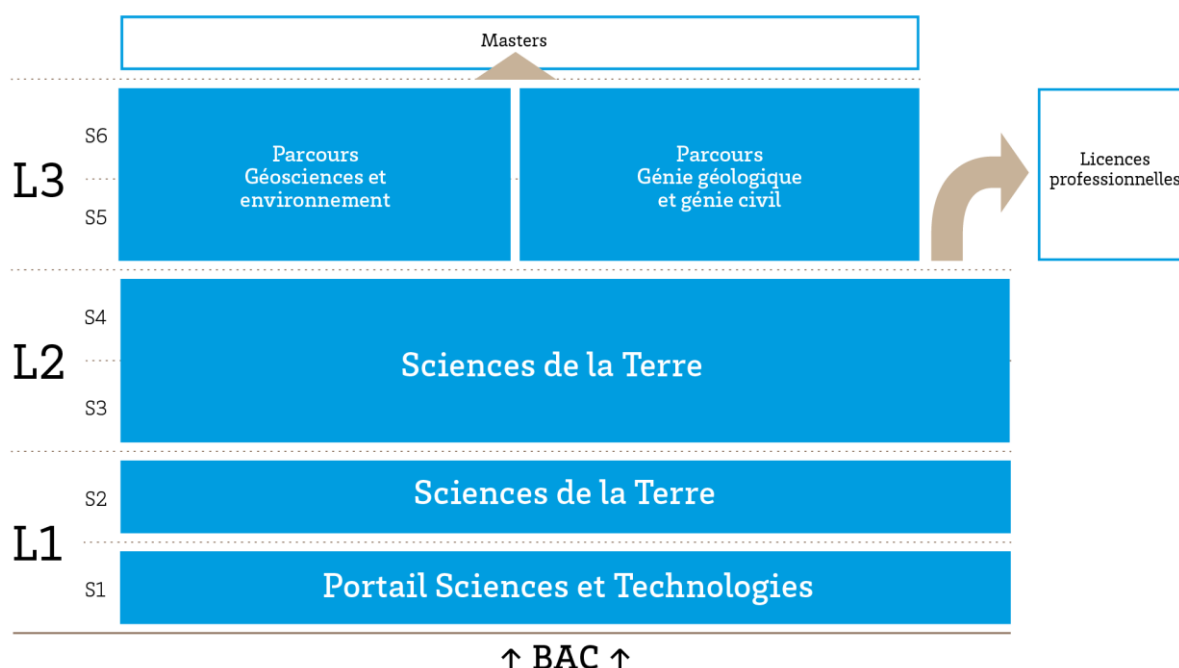 Masters
L3
S6
S5
Parcours
Géosciences et
environnement
Parcours
Génie géologique
et génie civil
Licences
professionnelles
L2
S4
S3
Sciences de la Terre
L1
S2
Sciences de la Terre
S1
Portail Sciences et Technologies
↑ BAC ↑